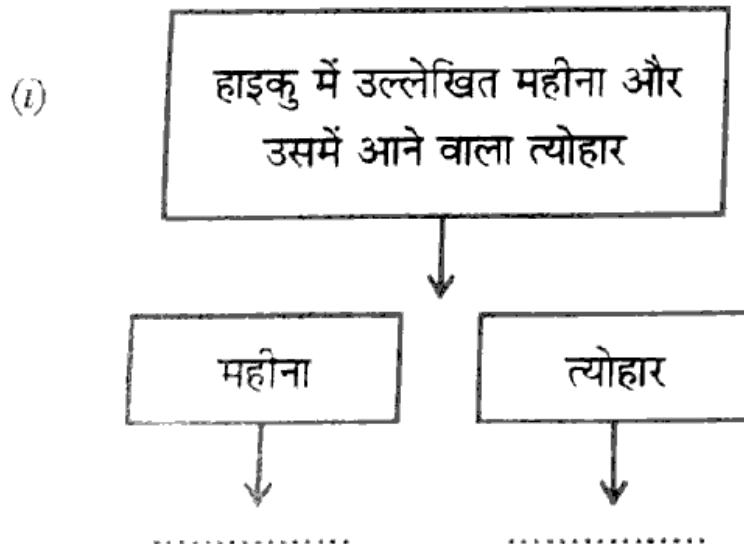 (i)
हाइकु में उल्लेखित महीना और
उसमें आने वाला त्योहार
महीना
त्योहार
.................... ....................